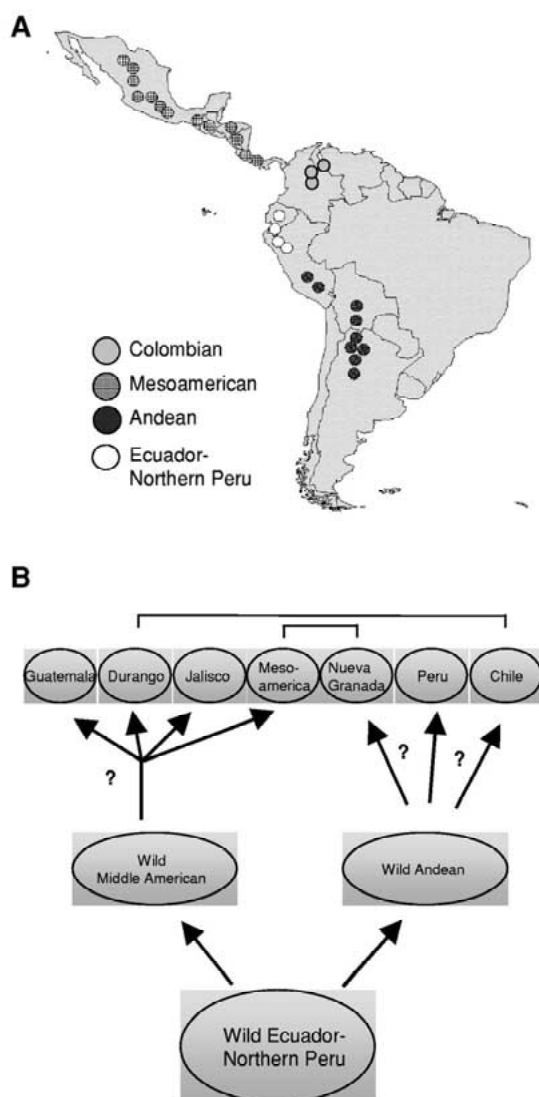 A
Colombian
Mesoamerican
Andean
Ecuador-
Northern Peru
B
Guatemala
Durango
Jalisco
Meso-
america
Nueva
Granada
Peru
Chile
?
?
?
Wild
Middle American
Wild Andean
Wild Ecuador-
Northern Peru